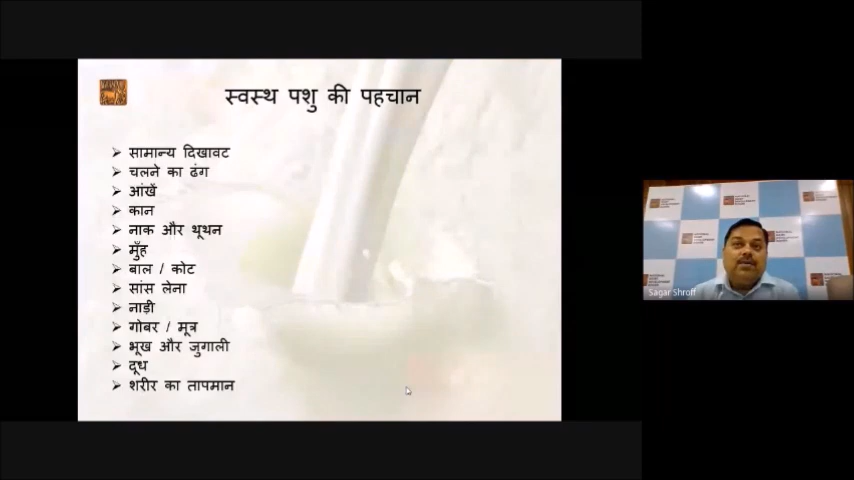 स्वस्थ पशु की पहचान
सामान्य दिखावट
चलने का ढंग
आंखें
कान
नाक और थूथन
मुँह
बाल / कोट
सांस लेना
नाड़ी
गोबर / मूत्र
भूख और जुगाली
दूध
शरीर का तापमान
Sagar Shroff